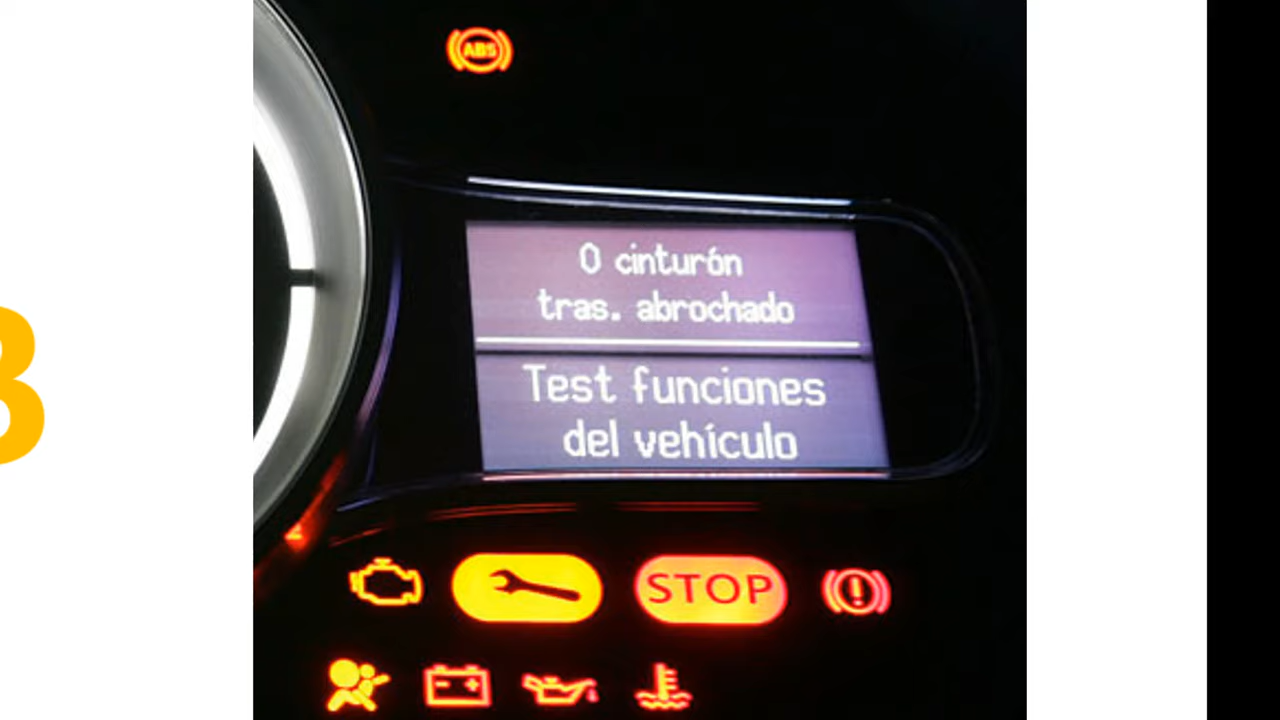 ABS
0 cinturón
tras. abrochado
Test funciones
del vehículo
STOP